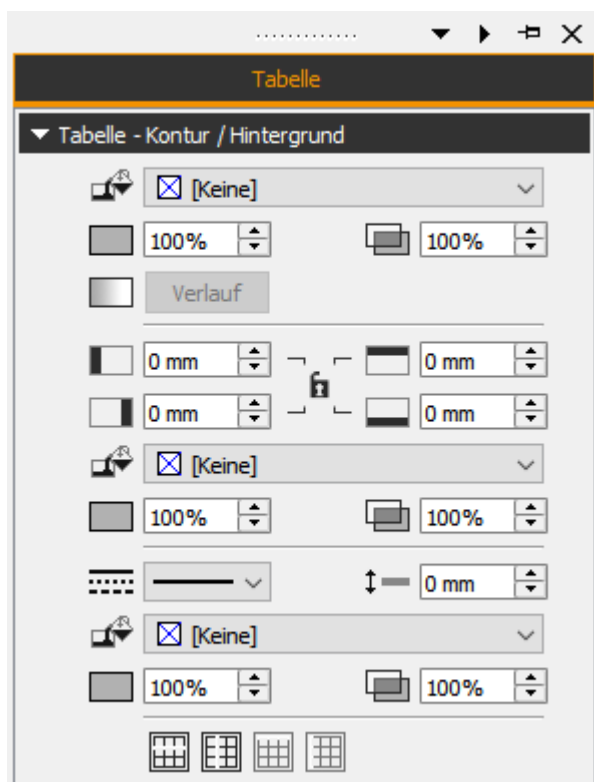 Tabelle
Tabelle - Kontur / Hintergrund
[Keine]
100% 100%
Verlauf
0 mm 0 mm
0 mm 0 mm
[Keine]
100% 100%
0 mm
[Keine]
100% 100%